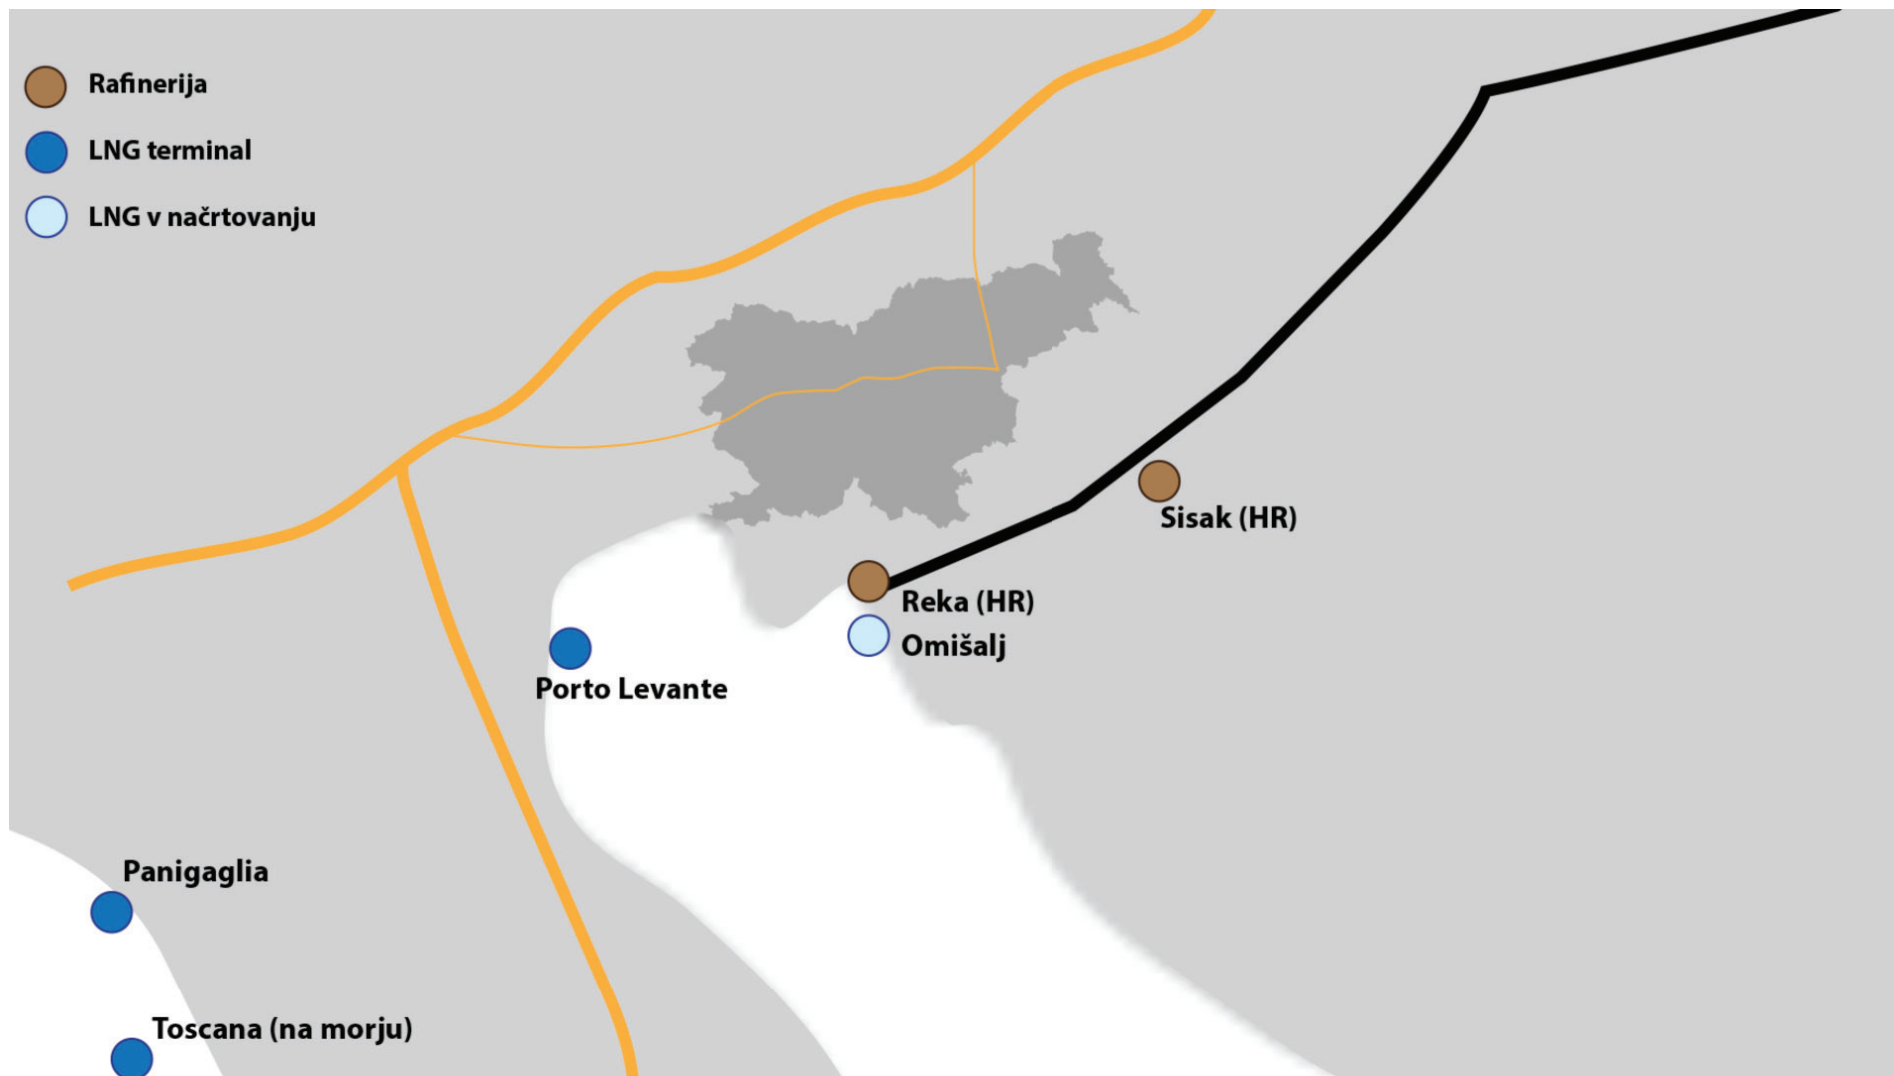 Rafinerija
LNG terminal
LNG v načrtovanju
Sisak (HR)
Reka (HR)
Omišalj
Porto Levante
Panigaglia
Toscana (na morju)